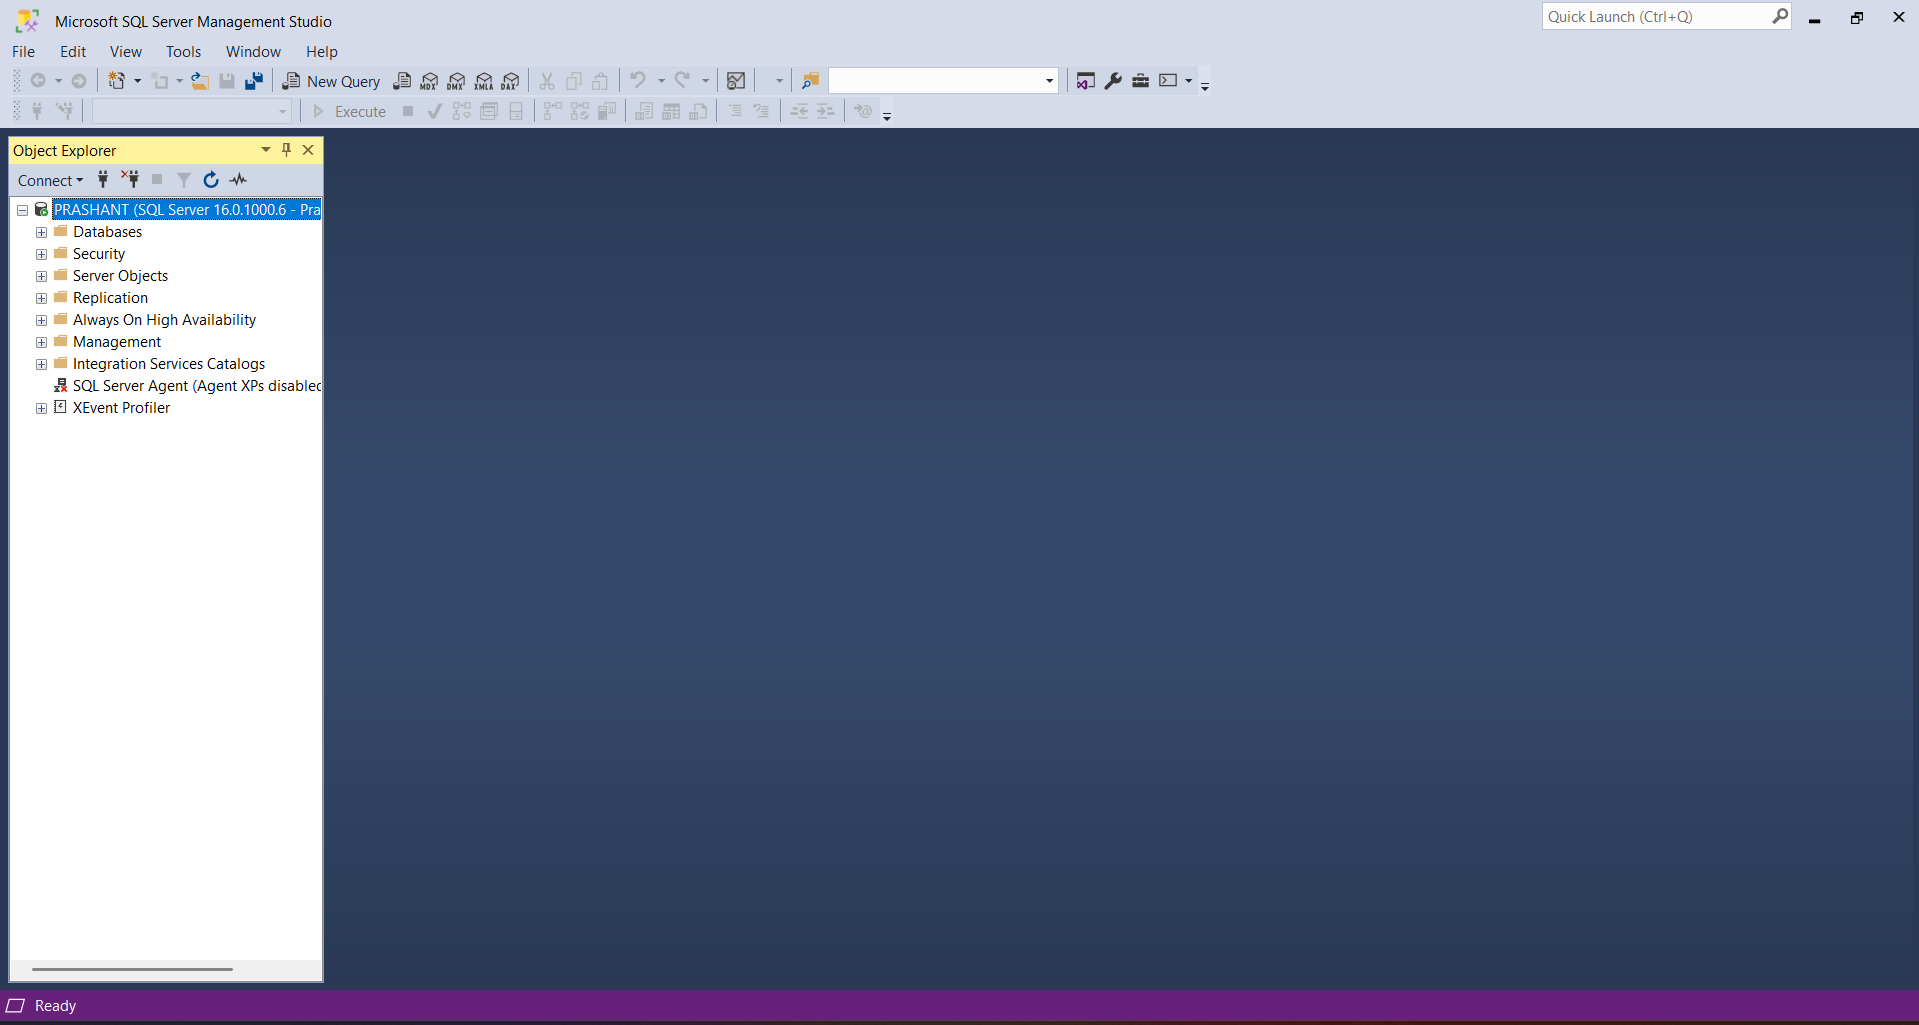 Microsoft SQL Server Management Studio
Quick Launch (Ctrl+Q)
File Edit View Tools Window Help
New Query MDX DMX XMLA DAX
Execute
Object Explorer
Connect
PRASHANT (SQL Server 16.0.1000.6 - Pra
Databases
Security
Server Objects
Replication
Always On High Availability
Management
Integration Services Catalogs
SQL Server Agent (Agent XPs disabled
XEvent Profiler
Ready